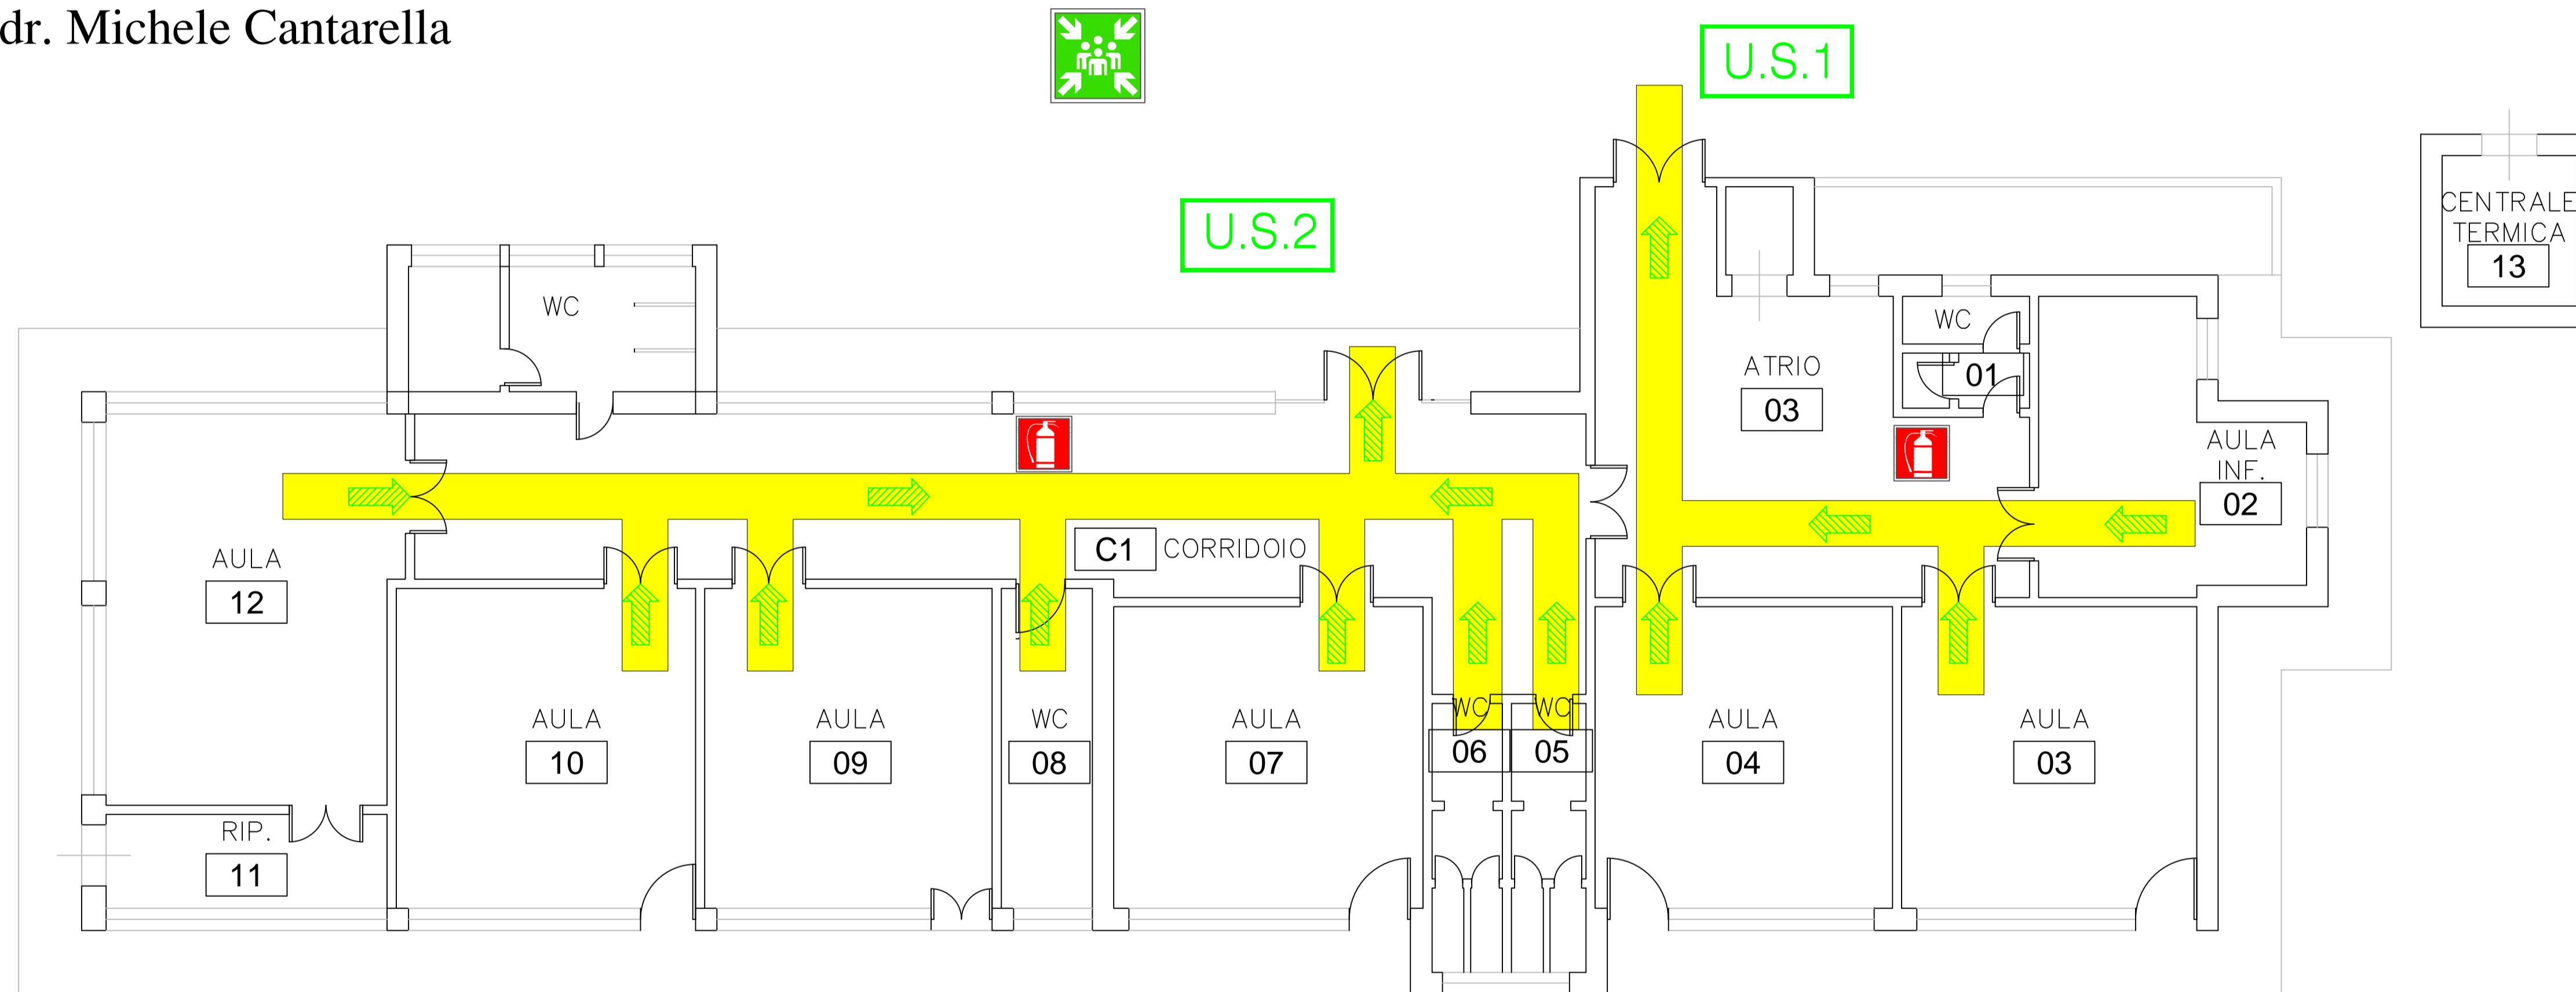 dr. Michele Cantarella
U.S.1
U.S.2
CENTRALE
TERMICA
13
WC
WC
01
ATRIO
03
AULA
INF.
02
AULA
12
C1 CORRIDOIO
AULA
10
AULA
09
WC
08
AULA
07
WC
06
WC
05
AULA
04
AULA
03
RIP.
11